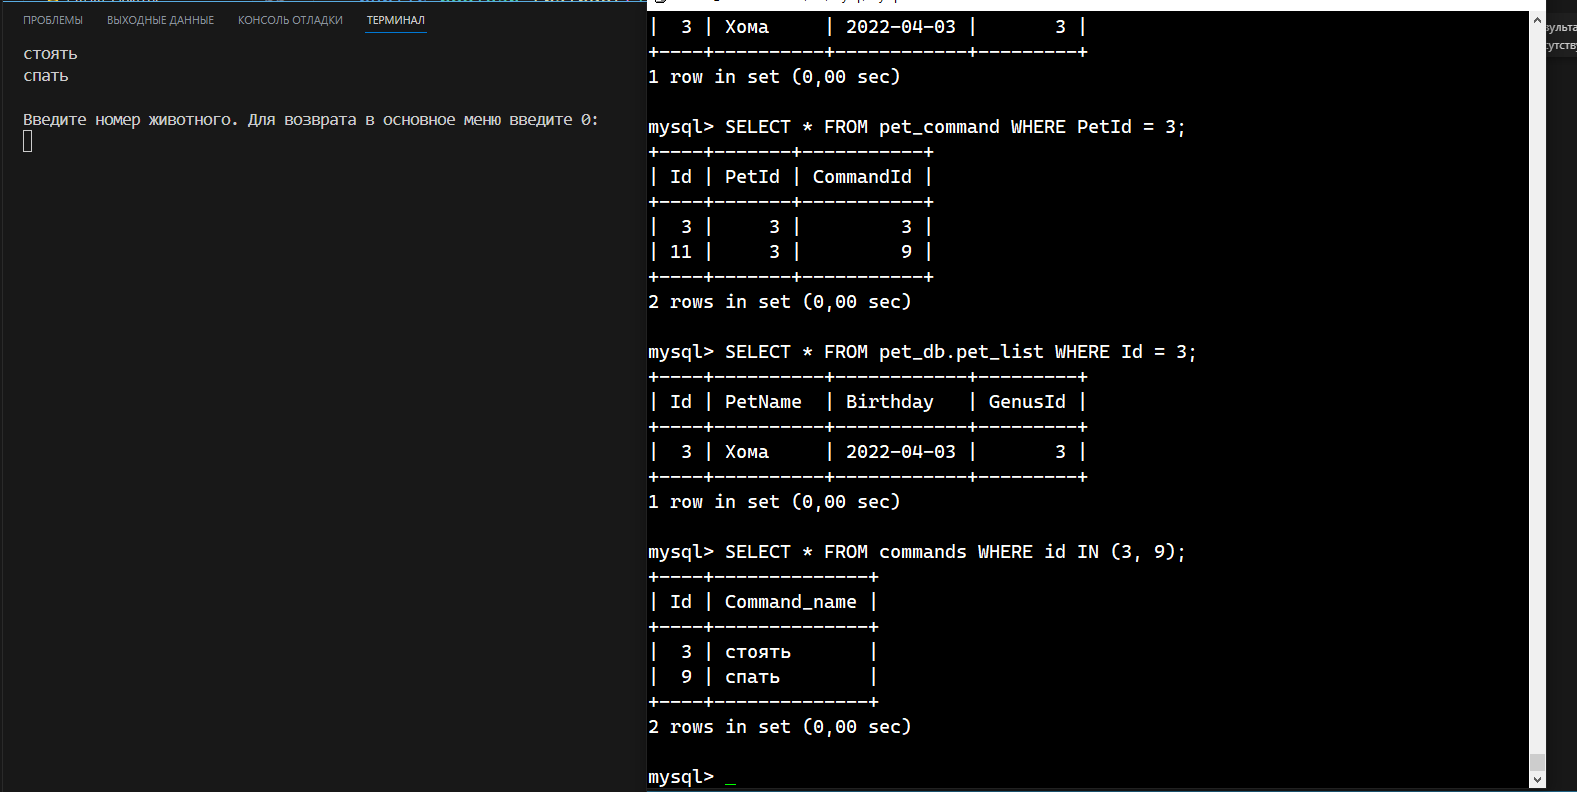 ПРОБЛЕМЫ ВЫХОДНЫЕ ДАННЫЕ КОНСОЛЬ ОТЛАДКИ ТЕРМИНАЛ
стоять
спать
Введите номер животного. Для возврата в основное меню введите 0:
| 3 | Хома | 2022-04-03 | 3 |
+----+----------+------------+---------+
1 row in set (0,00 sec)
mysql> SELECT * FROM pet_command WHERE PetId = 3;
+----+-------+-----------+
| Id | PetId | CommandId |
+----+-------+-----------+
| 3 | 3 | 3 |
| 11 | 3 | 9 |
+----+-------+-----------+
2 rows in set (0,00 sec)
mysql> SELECT * FROM pet_db.pet_list WHERE Id = 3;
+----+----------+------------+---------+
| Id | PetName | Birthday | GenusId |
+----+----------+------------+---------+
| 3 | Хома | 2022-04-03 | 3 |
+----+----------+------------+---------+
1 row in set (0,00 sec)
mysql> SELECT * FROM commands WHERE id IN (3, 9);
+----+--------------+
| Id | Command_name |
+----+--------------+
| 3 | стоять |
| 9 | спать |
+----+--------------+
2 rows in set (0,00 sec)
mysql> _